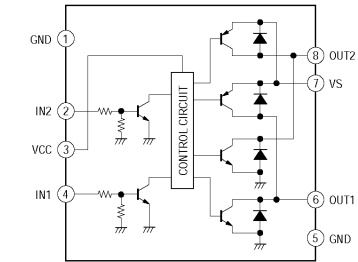 GND 1
8 OUT2
7 VS
IN2 2
CONTROL CIRCUIT
VCC 3
IN1 4
6 OUT1
5 GND